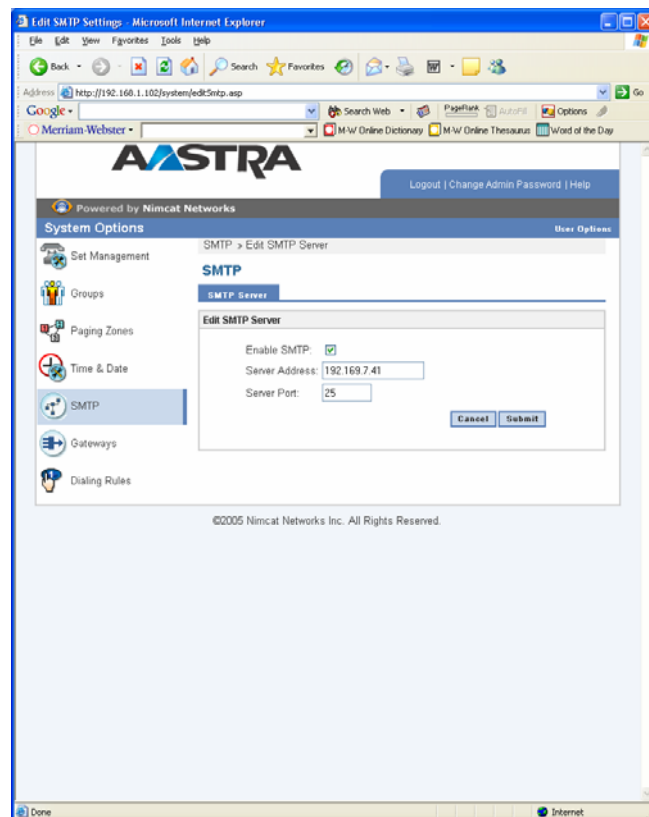 Edit SMTP Settings - Microsoft Internet Explorer
File Edit View Favorites Tools Help
Back Search Favorites
Address http://192.168.1.102/system/editSmtp.asp Go
Google Search Web PageRank AutoFill Options
Merriam-Webster M-W Online Dictionary M-W Online Thesaurus Word of the Day
AASTRA
Logout | Change Admin Password | Help
Powered by Nimcat Networks
System Options User Options
Set Management
Groups
Paging Zones
Time & Date
SMTP
Gateways
Dialing Rules
SMTP > Edit SMTP Server
SMTP
SMTP Server
Edit SMTP Server
Enable SMTP:
Server Address: 192.169.7.41
Server Port: 25
Cancel Submit
©2005 Nimcat Networks Inc. All Rights Reserved.
Done Internet